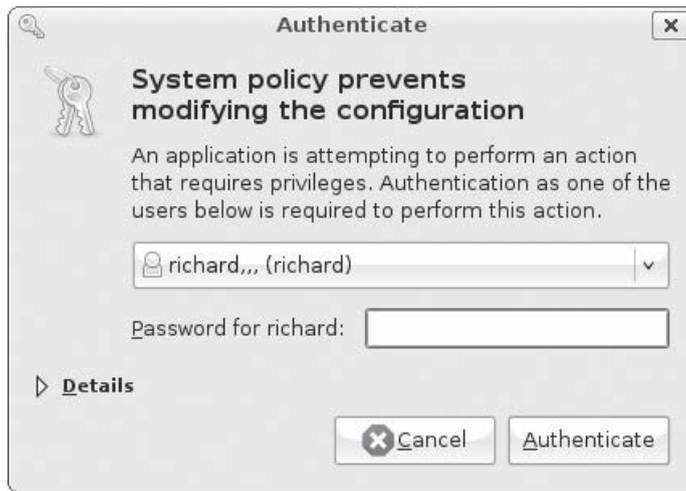 Authenticate
System policy prevents
modifying the configuration
An application is attempting to perform an action
that requires privileges. Authentication as one of the
users below is required to perform this action.
richard,,, (richard)
Password for richard:
Details
Cancel
Authenticate